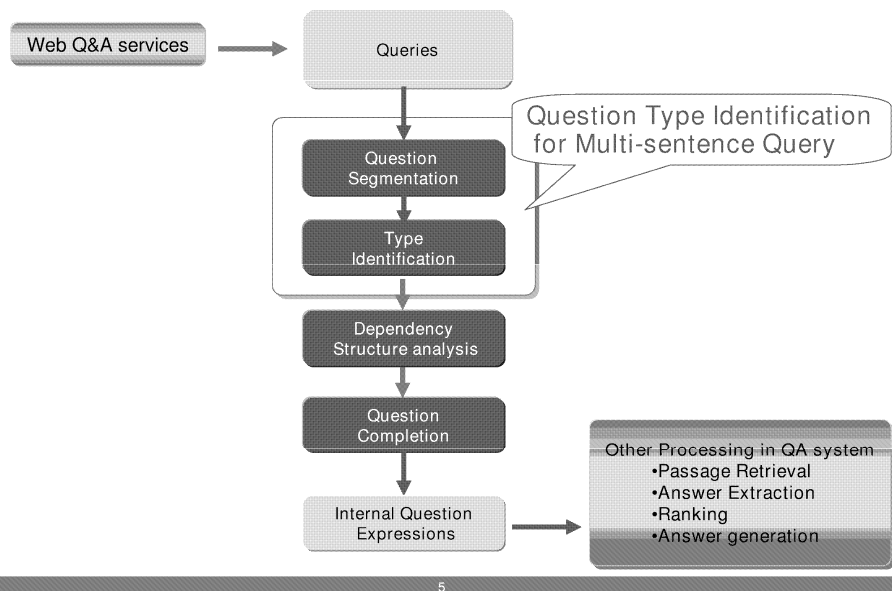 Web Q&A services
Queries
Question Type Identification
for Multi-sentence Query
Question
Segmentation
Type
Identification
Dependency
Structure analysis
Question
Completion
Internal Question
Expressions
Other Processing in QA system
•Passage Retrieval
•Answer Extraction
•Ranking
•Answer generation
5